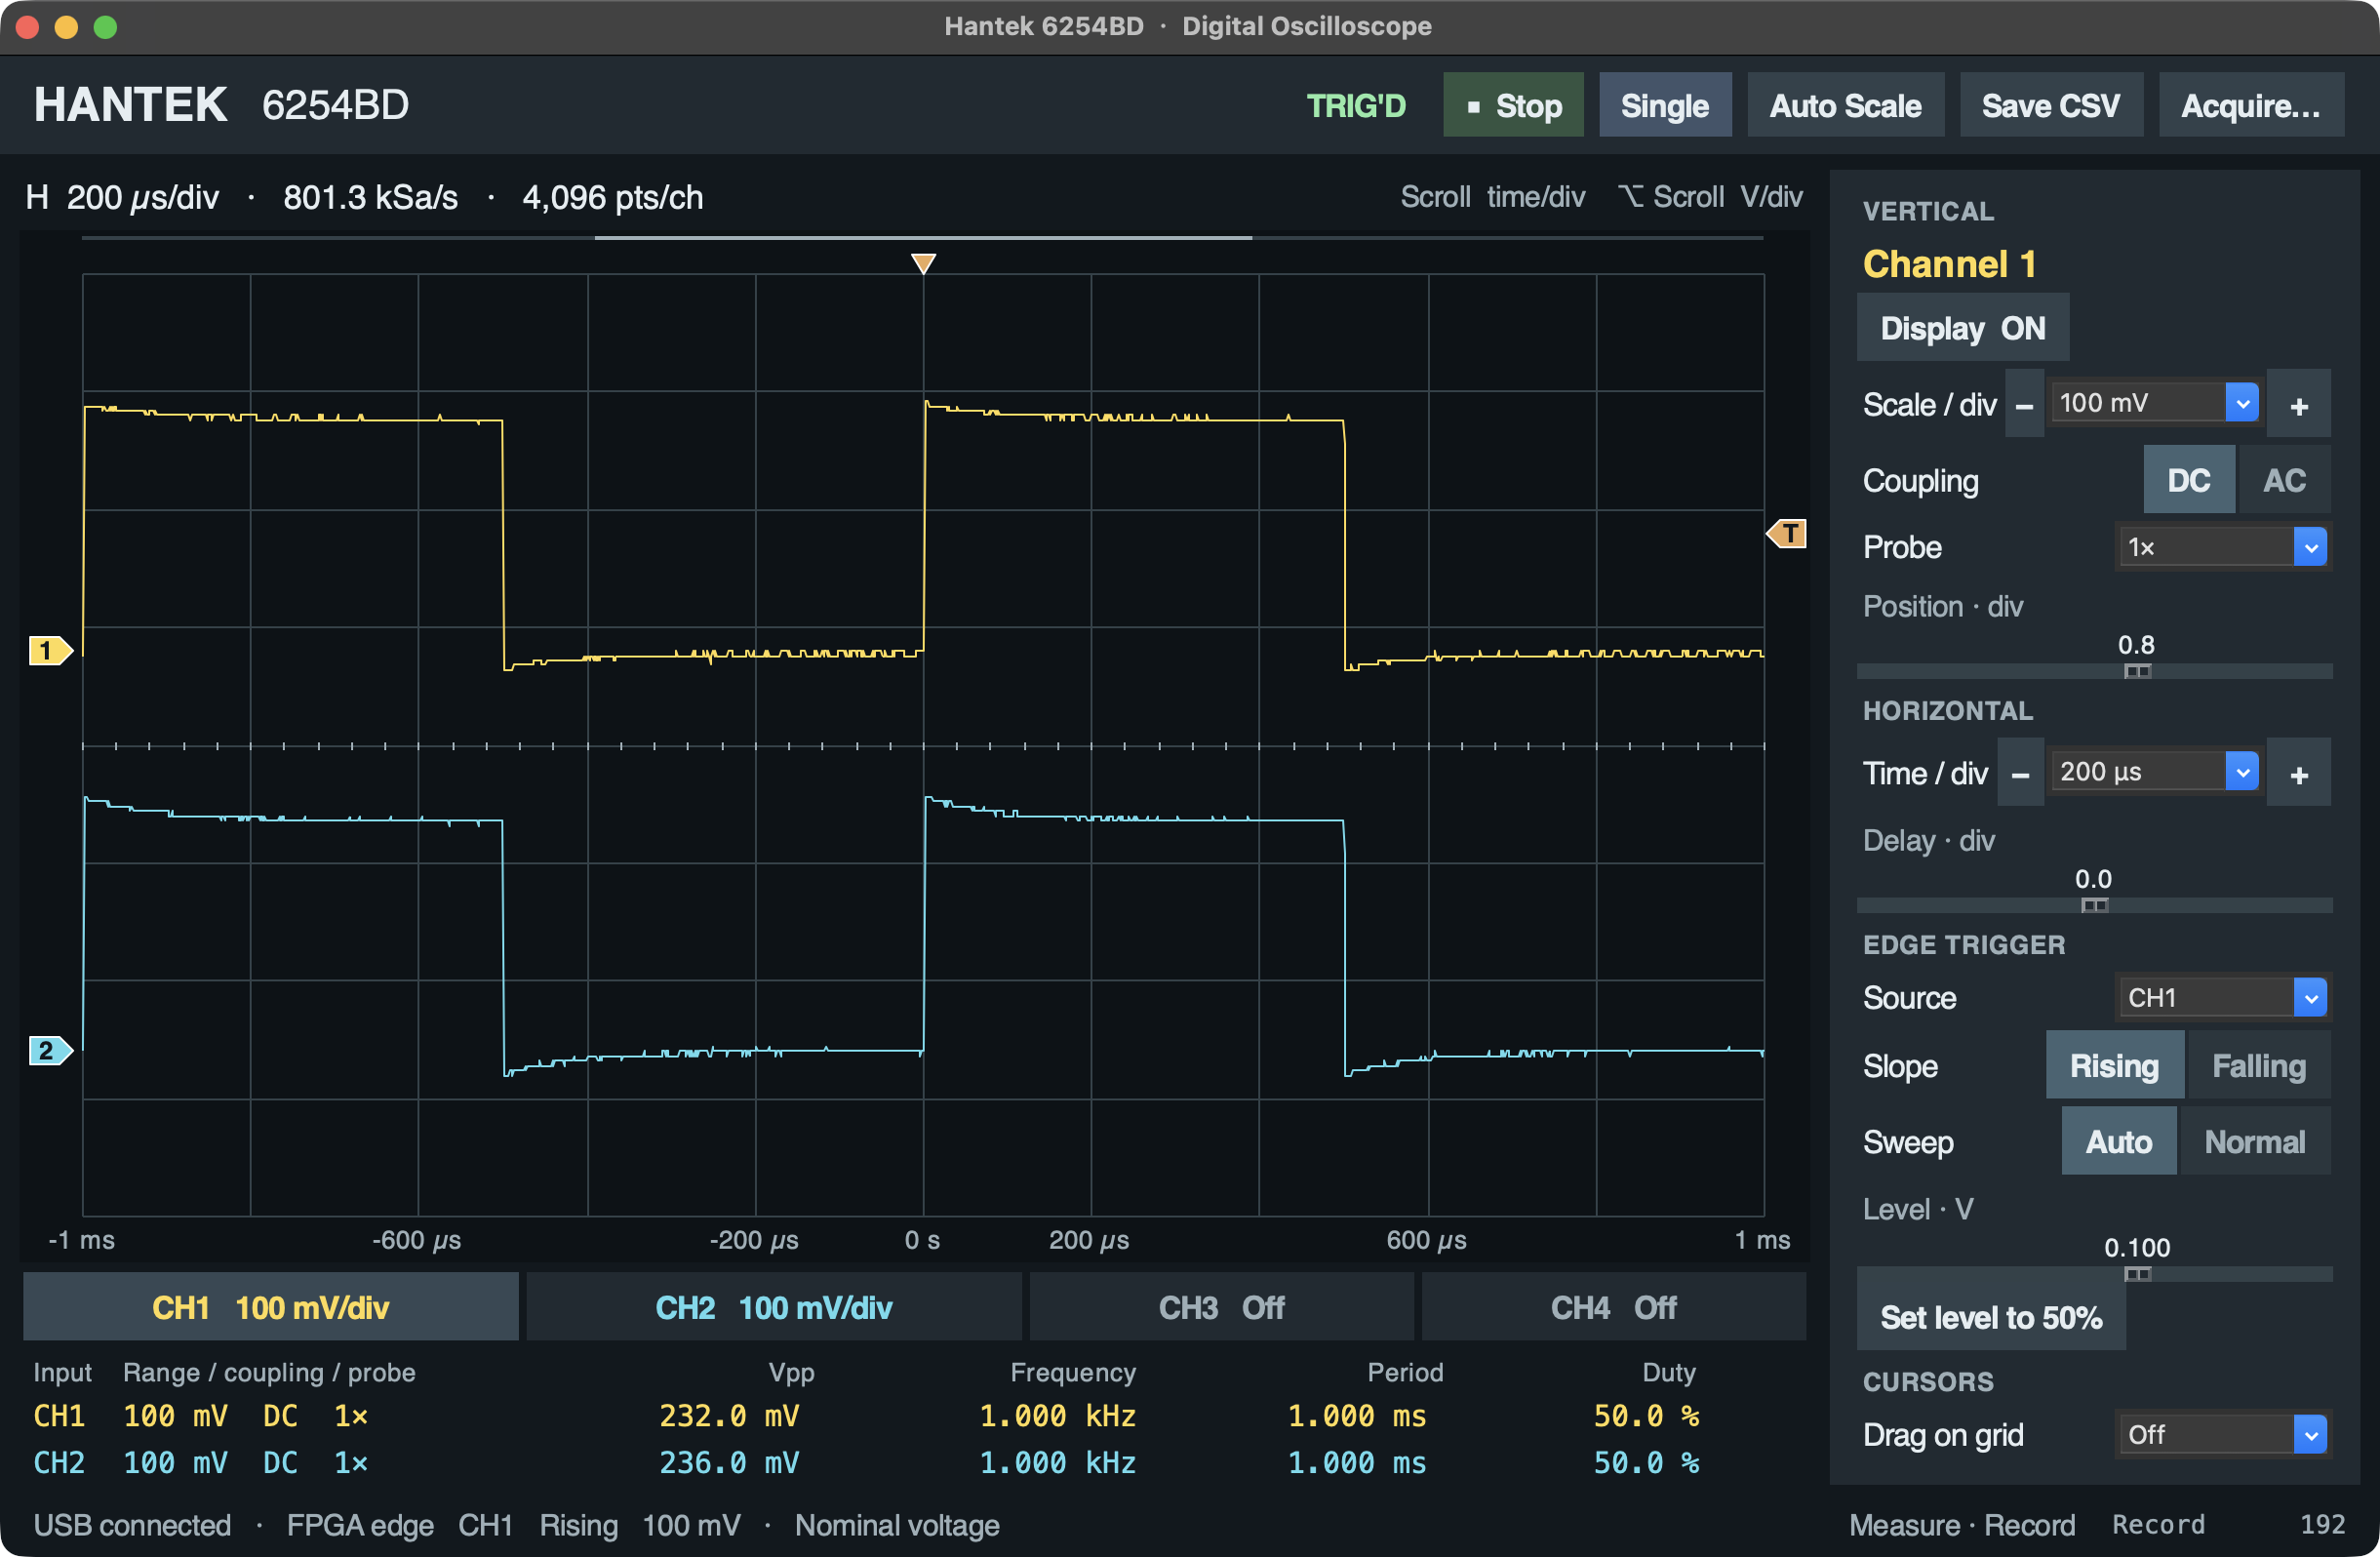 Hantek 6254BD · Digital Oscilloscope
HANTEK 6254BD
TRIG'D
Stop
Single
Auto Scale
Save CSV
Acquire...
H 200 µs/div · 801.3 kSa/s · 4,096 pts/ch
Scroll time/div ⌥ Scroll V/div
T
1
2
-1 ms -600 µs -200 µs 0 s 200 µs 600 µs 1 ms
CH1 100 mV/div
CH2 100 mV/div
CH3 Off
CH4 Off
Input Range / coupling / probe Vpp Frequency Period Duty
CH1 100 mV DC 1× 232.0 mV 1.000 kHz 1.000 ms 50.0 %
CH2 100 mV DC 1× 236.0 mV 1.000 kHz 1.000 ms 50.0 %
USB connected · FPGA edge CH1 Rising 100 mV · Nominal voltage
VERTICAL
Channel 1
Display ON
Scale / div − 100 mV +
Coupling DC AC
Probe 1×
Position · div
0.8
HORIZONTAL
Time / div − 200 µs +
Delay · div
0.0
EDGE TRIGGER
Source CH1
Slope Rising Falling
Sweep Auto Normal
Level · V
0.100
Set level to 50%
CURSORS
Drag on grid Off
Measure · Record Record 192